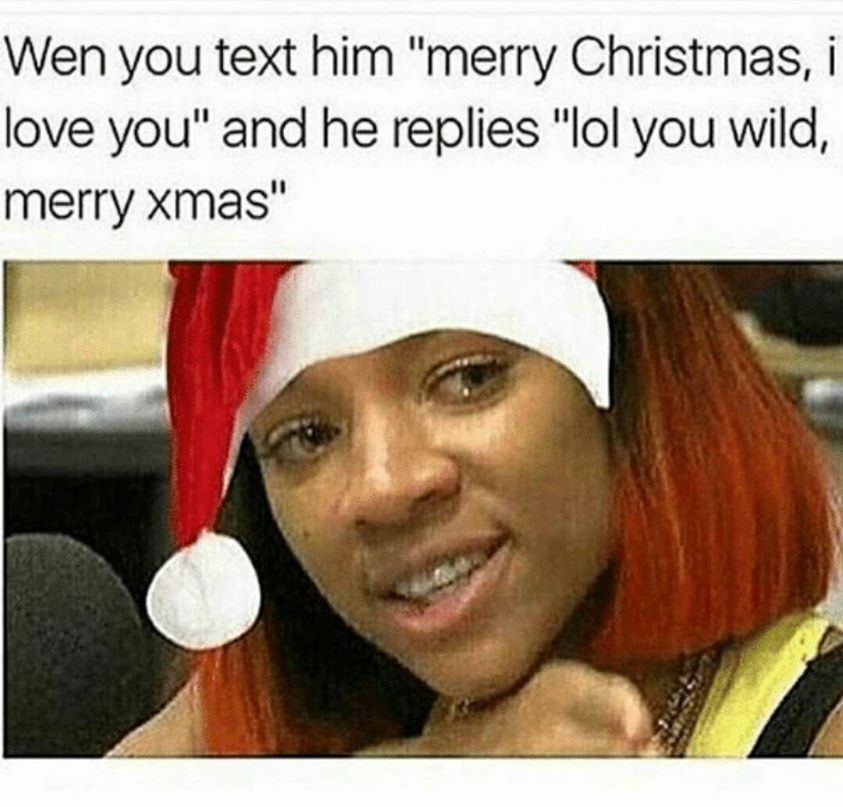 Wen you text him "merry Christmas, i
love you" and he replies "lol you wild,
merry xmas"